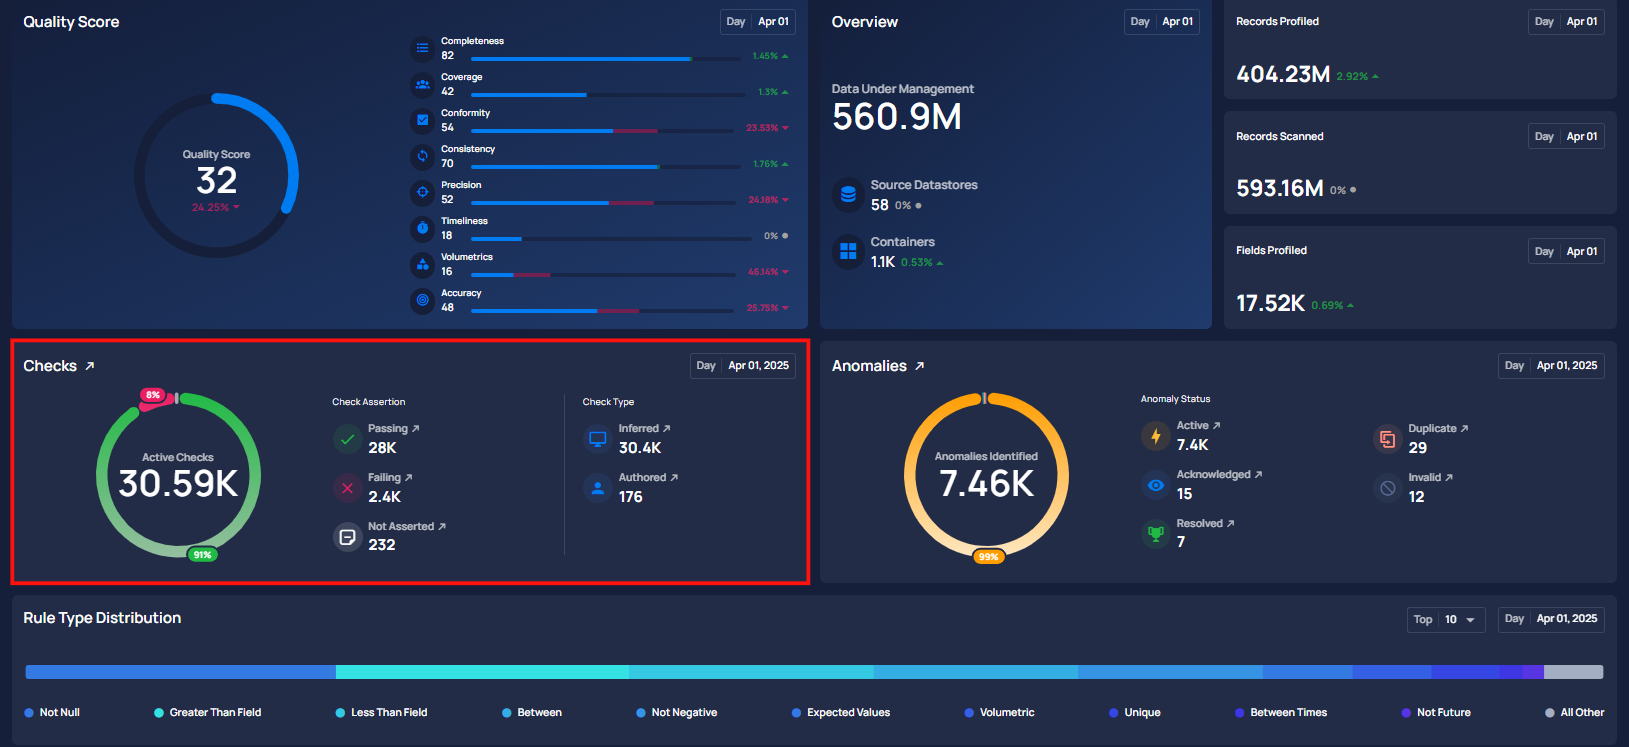 Quality Score
Day Apr 01
Quality Score
32
24.25%
Completeness
82
1.45%
Coverage
42
1.3%
Conformity
54
23.53%
Consistency
70
1.76%
Precision
52
24.18%
Timeliness
18
0%
Volumetrics
16
46.14%
Accuracy
48
25.75%
Overview
Day Apr 01
Data Under Management
560.9M
Source Datastores
58 0%
Containers
1.1K 0.53%
Records Profiled
Day Apr 01
404.23M 2.92%
Records Scanned
Day Apr 01
593.16M 0%
Fields Profiled
Day Apr 01
17.52K 0.69%
Checks
Day Apr 01, 2025
8%
Active Checks
30.59K
91%
Check Assertion
Passing
28K
Failing
2.4K
Not Asserted
232
Check Type
Inferred
30.4K
Authored
176
Anomalies
Day Apr 01, 2025
Anomalies Identified
7.46K
99%
Anomaly Status
Active
7.4K
Acknowledged
15
Resolved
7
Duplicate
29
Invalid
12
Rule Type Distribution
Top 10
Day Apr 01, 2025
Not Null Greater Than Field Less Than Field Between Not Negative Expected Values Volumetric Unique Between Times Not Future All Other